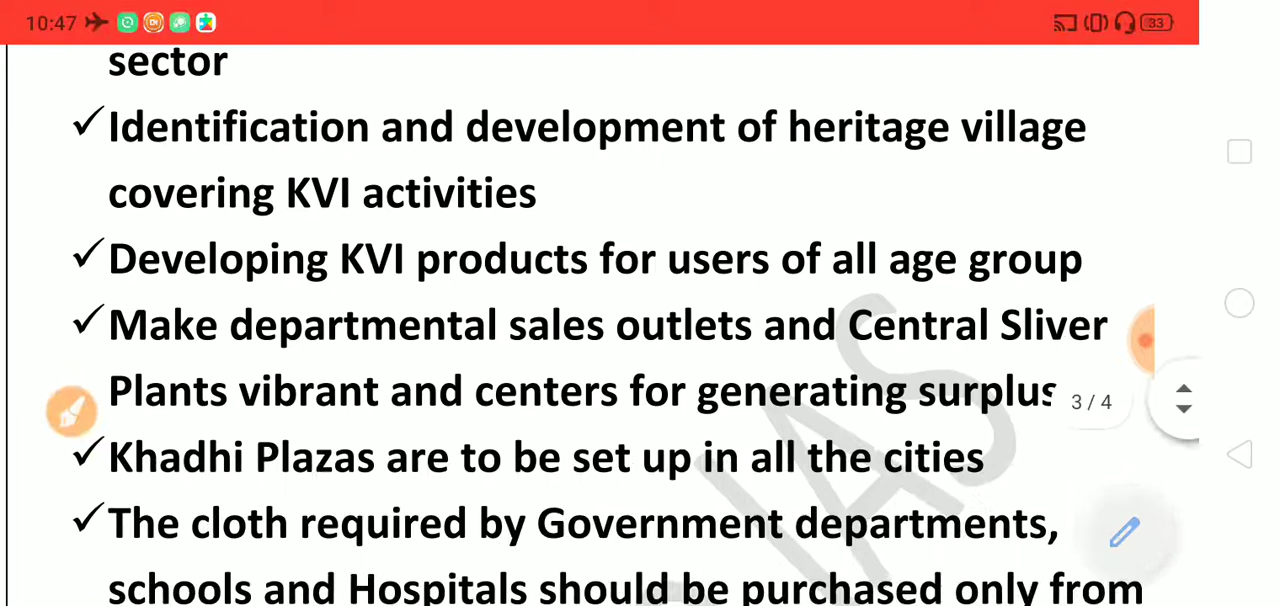 10:47
33
sector
✓Identification and development of heritage village
covering KVI activities
✓Developing KVI products for users of all age group
✓Make departmental sales outlets and Central Sliver
Plants vibrant and centers for generating surplus
3 / 4
✓Khadhi Plazas are to be set up in all the cities
✓The cloth required by Government departments,
schools and Hospitals should be purchased only from
IAS